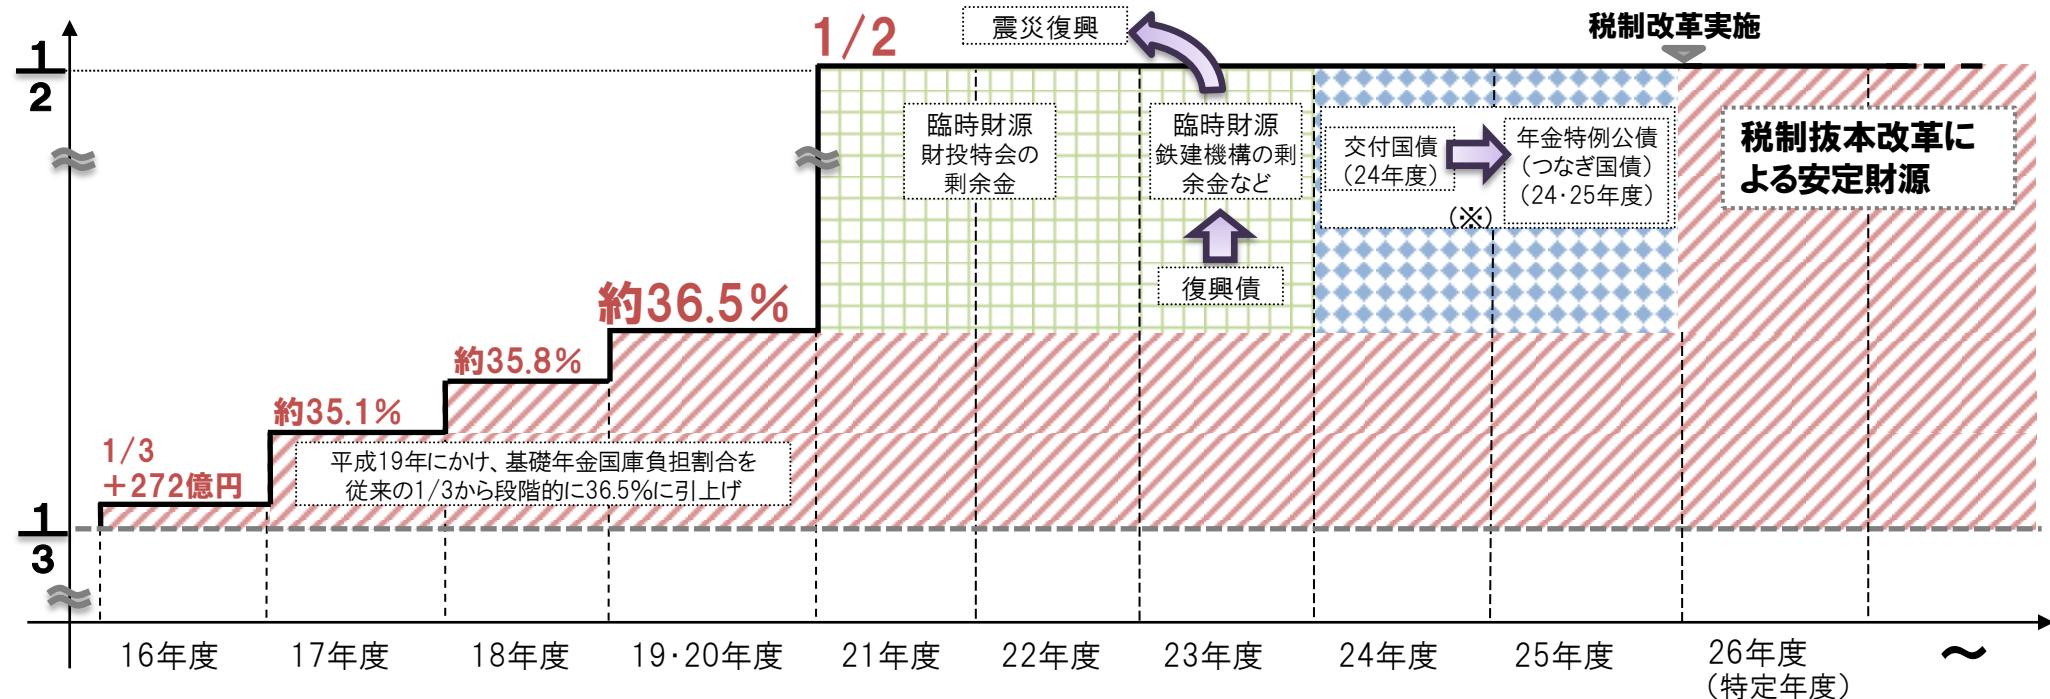 1/2
震災復興
税制改革実施
1
2
臨時財源
財投特会の
剰余金
臨時財源
鉄建機構の剰
余金など
交付国債
(24年度)
年金特例公債
(つなぎ国債)
(24・25年度)
(※)
税制抜本改革に
よる安定財源
復興債
約36.5%
約35.8%
約35.1%
1/3
+272億円
平成19年にかけ、基礎年金国庫負担割合を
従来の1/3から段階的に36.5%に引上げ
1
3
16年度
17年度
18年度
19・20年度
21年度
22年度
23年度
24年度
25年度
26年度
(特定年度)
~